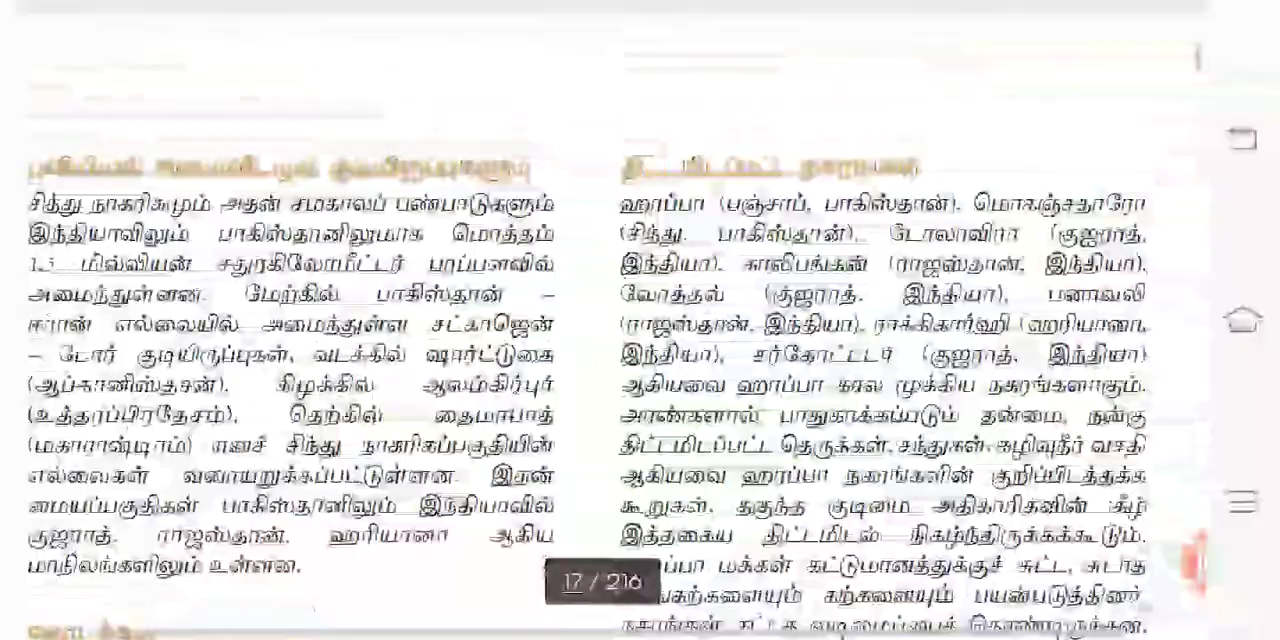 சிந்து நாகரிகமும் அதன் சமகாலப் பண்பாடுகளும்
இந்தியாவிலும் பாகிஸ்தானிலுமாக மொத்தம்
1.5 மில்லியன் சதுரகிலோமீட்டர் பரப்பளவில்
அமைந்துள்ளன. மேற்கில் பாகிஸ்தான் –
ஈரான் எல்லையில் அமைந்துள்ள சட்காஜென்
– டோர் குடியிருப்புகள், வடக்கில் ஷார்ட்டுகை
(ஆப்கானிஸ்தான்), கிழக்கில் ஆலம்கிர்பூர்
(உத்தரப்பிரதேசம்), தெற்கில் தைமாபாத்
(மகாராஷ்டிரம்) எனச் சிந்து நாகரிகப்பகுதியின்
எல்லைகள் வரையறுக்கப்பட்டுள்ளன. இதன்
மையப்பகுதிகள் பாகிஸ்தானிலும் இந்தியாவில்
குஜராத், ராஜஸ்தான், ஹரியானா ஆகிய
மாநிலங்களிலும் உள்ளன.
ஹரப்பா (பஞ்சாப், பாகிஸ்தான்), மொகஞ்சதாரோ
(சிந்து, பாகிஸ்தான்), டோலாவிரா (குஜராத்,
இந்தியா), காலிபங்கன் (ராஜஸ்தான், இந்தியா),
லோத்தல் (குஜராத், இந்தியா), பனாவலி
(ராஜஸ்தான், இந்தியா), ராக்கிகார்ஹி (ஹரியானா,
இந்தியா), சர்கோட்டடா (குஜராத், இந்தியா)
ஆகியவை ஹரப்பா கால முக்கிய நகரங்களாகும்.
அரண்களால் பாதுகாக்கப்படும் தன்மை, நன்கு
திட்டமிடப்பட்ட தெருக்கள், சந்துகள், கழிவுநீர் வசதி
ஆகியவை ஹரப்பா நகரங்களின் குறிப்பிடத்தக்க
கூறுகள். தகுந்த குடிமை அதிகாரிகளின் கீழ்
இத்தகைய திட்டமிடல் நிகழ்ந்திருக்கக்கூடும்.
ப்பா மக்கள் கட்டுமானத்துக்குச் சுட்ட, சுடாத
கற்களையும் கற்களையும் பயன்படுத்தினர்.
17 / 216